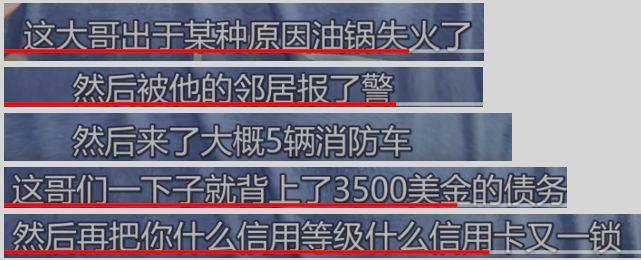 这大哥出于某种原因油锅失火了
然后被他的邻居报了警
然后来了大概5辆消防车
这哥们一下子就背上了3500美金的债务
然后再把你什么信用等级什么信用卡又一锁